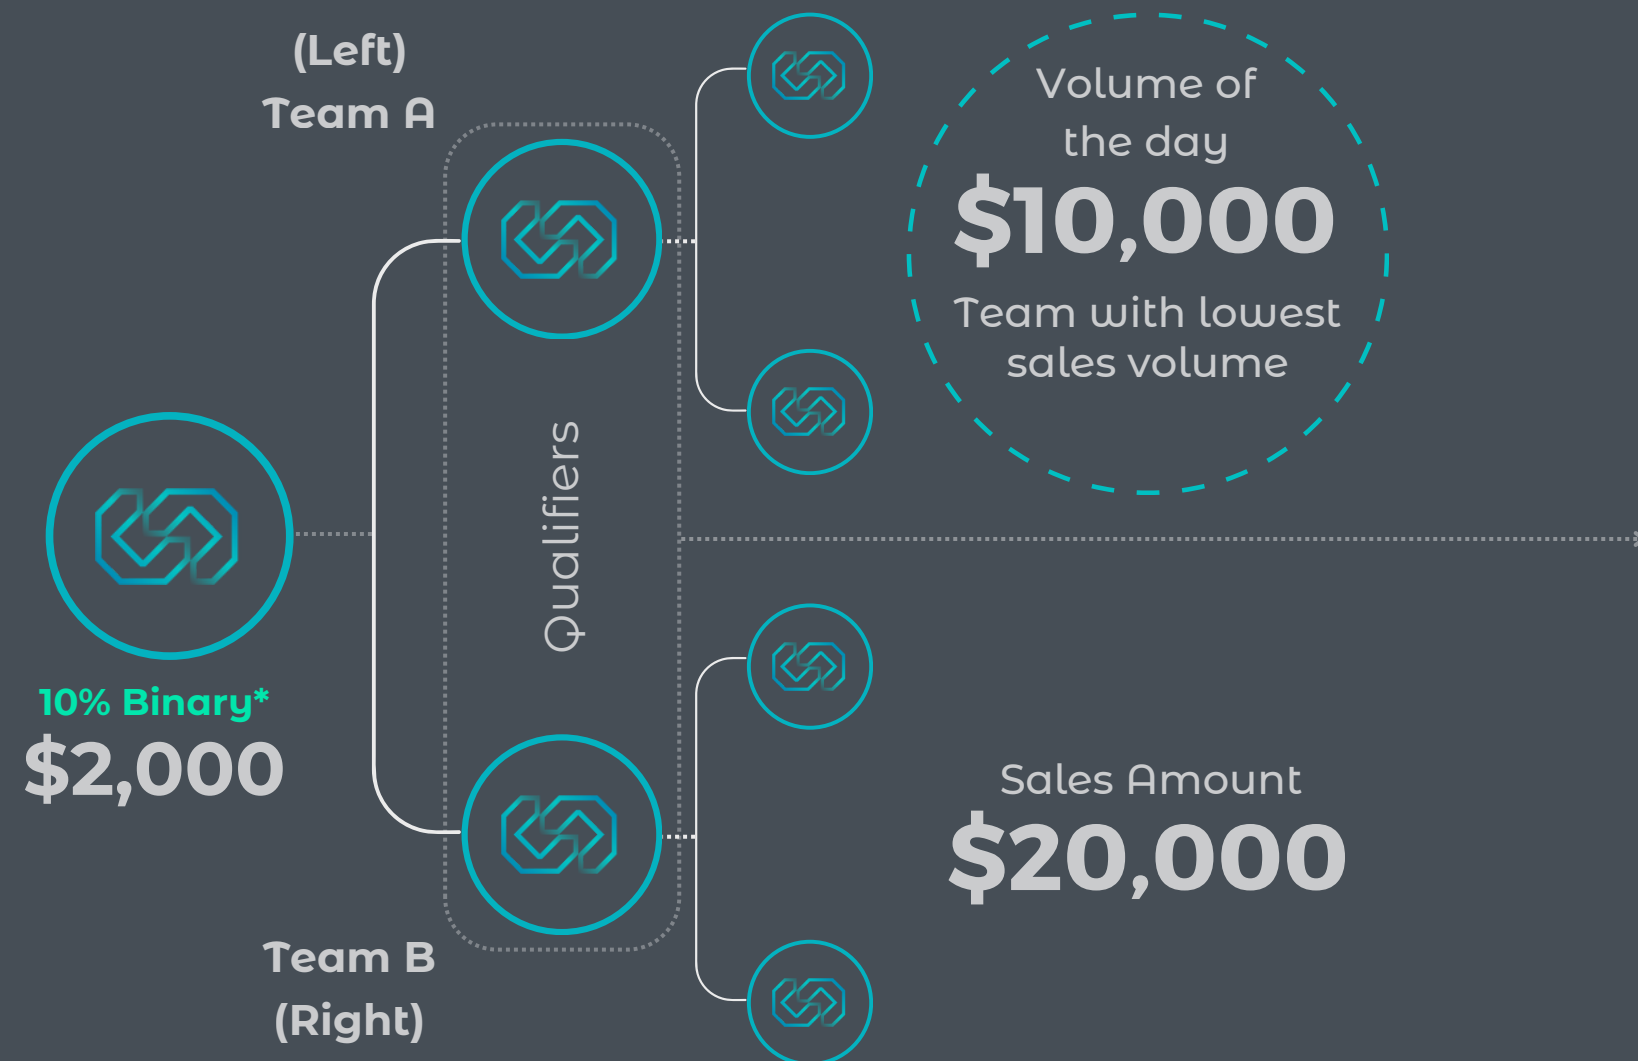 (Left)
Team A
Volume of
the day
$10,000
Team with lowest
sales volume
Qualifiers
10% Binary*
$2,000
Sales Amount
$20,000
Team B
(Right)